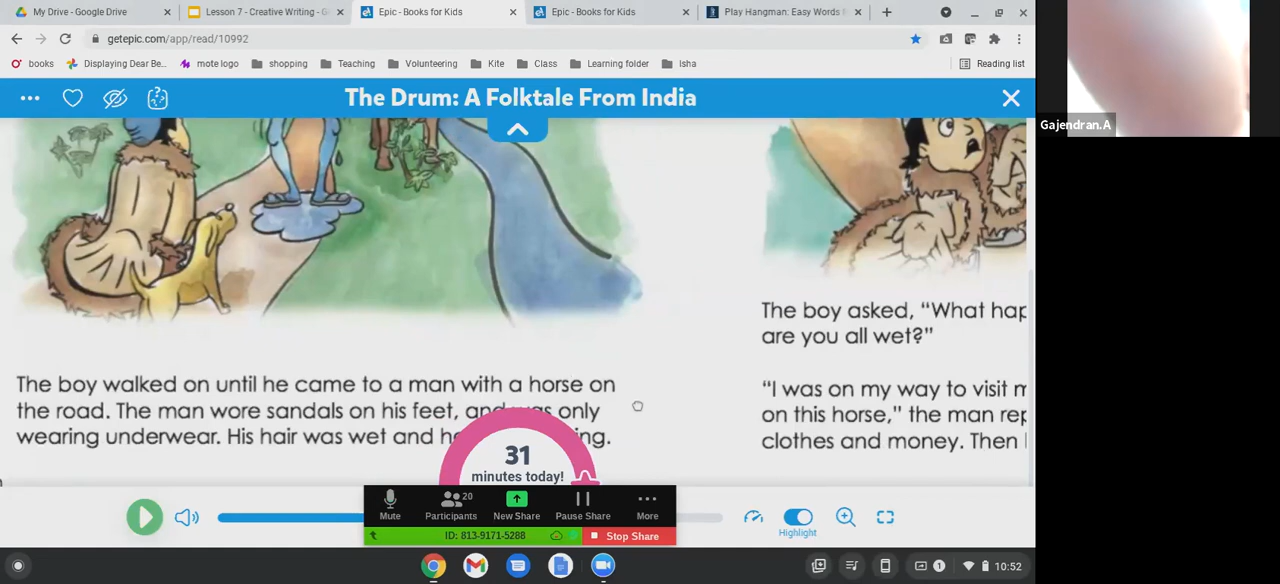 My Drive - Google Drive
Lesson 7 - Creative Writing - G
Epic - Books for Kids
Epic - Books for Kids
Play Hangman: Easy Words
getepic.com/app/read/10992
books
Displaying Dear Be...
mote logo
shopping
Teaching
Volunteering
Kite
Class
Learning folder
Isha
Reading list
The Drum: A Folktale From India
Gajendran.A
The boy walked on until he came to a man with a horse on
the road. The man wore sandals on his feet, and was only
wearing underwear. His hair was wet and he ing.
The boy asked, “What hap
are you all wet?”
“I was on my way to visit m
on this horse,” the man rep
clothes and money. Then
31
minutes today!
Mute
20
Participants
New Share
Pause Share
More
ID: 813-9171-5288
Stop Share
Highlight
1
10:52